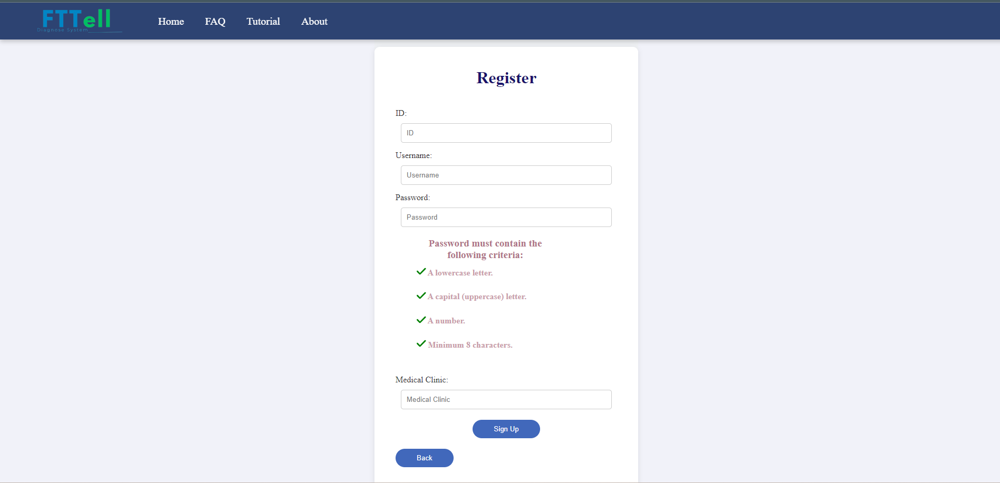 FTTell
Diagnose System
Home FAQ Tutorial About
Register
ID:
ID
Username:
Username
Password:
Password
Password must contain the
following criteria:
A lowercase letter.
A capital (uppercase) letter.
A number.
Minimum 8 characters.
Medical Clinic:
Medical Clinic
Sign Up
Back